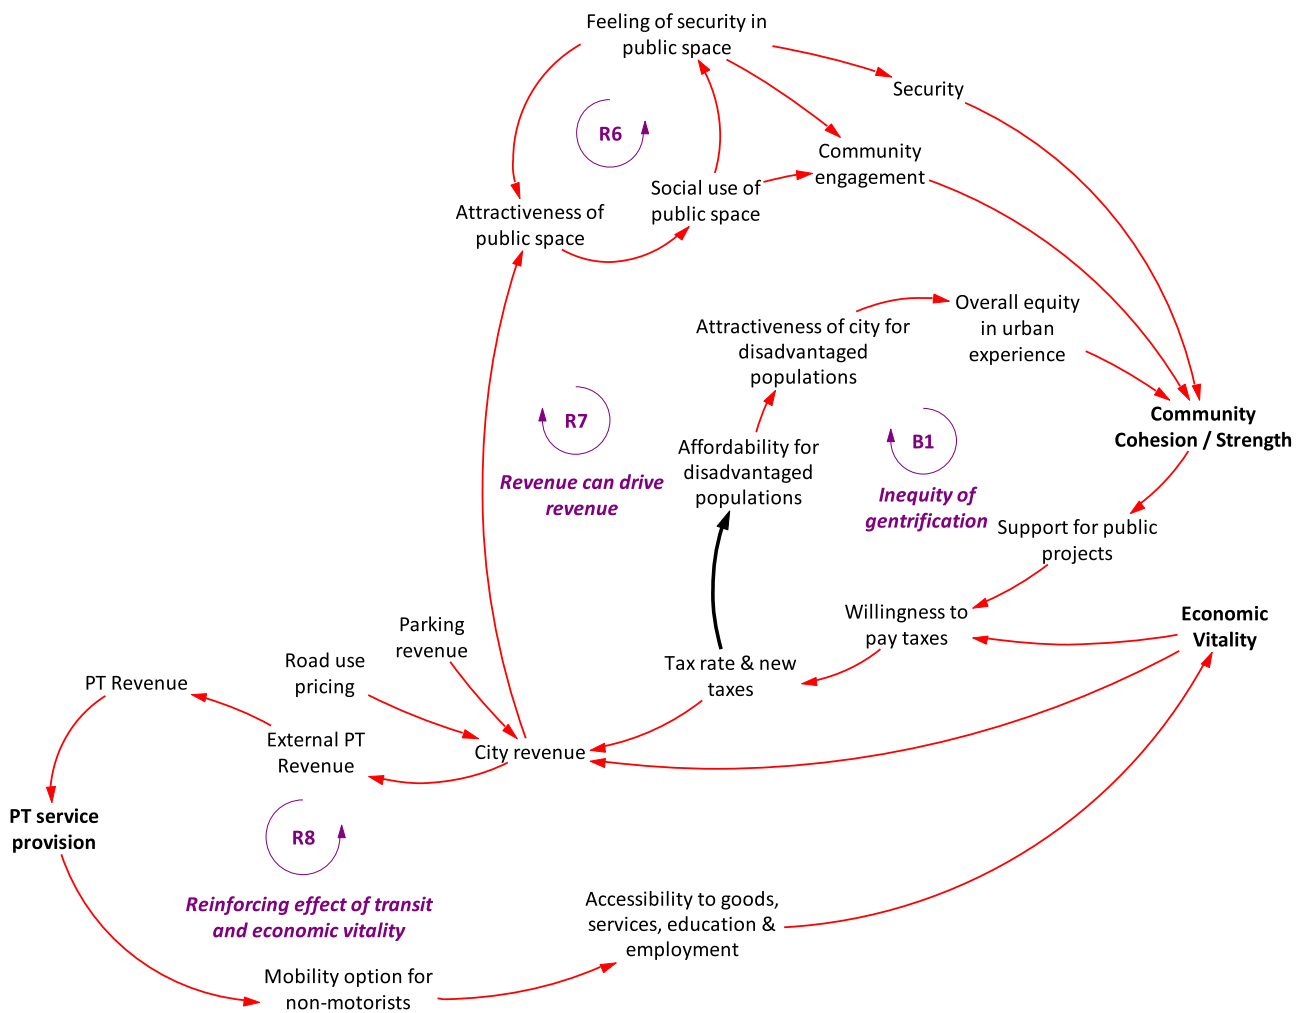 Feeling of security in
public space
Security
R6
Community
engagement
Social use of
public space
Attractiveness of
public space
Overall equity
in urban
experience
Attractiveness of city for
disadvantaged
populations
R7
Revenue can drive
revenue
Affordability for
disadvantaged
populations
B1
Inequity of
gentrification
Community
Cohesion / Strength
Support for public
projects
Willingness to
pay taxes
Economic
Vitality
Parking
revenue
Road use
pricing
Tax rate & new
taxes
PT Revenue
External PT
Revenue
City revenue
PT service
provision
R8
Reinforcing effect of transit
and economic vitality
Accessibility to goods,
services, education &
employment
Mobility option for
non-motorists